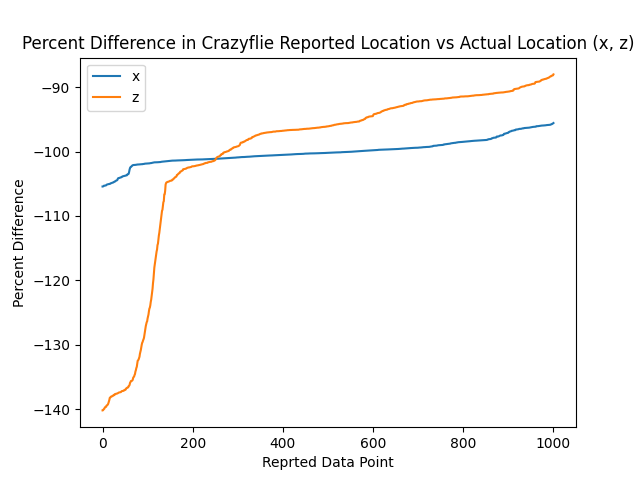 Percent Difference in Crazyflie Reported Location vs Actual Location (x, z)
x
z
−90
−100
−110
−120
−130
−140
Percent Difference
0
200
400
600
800
1000
Reprted Data Point